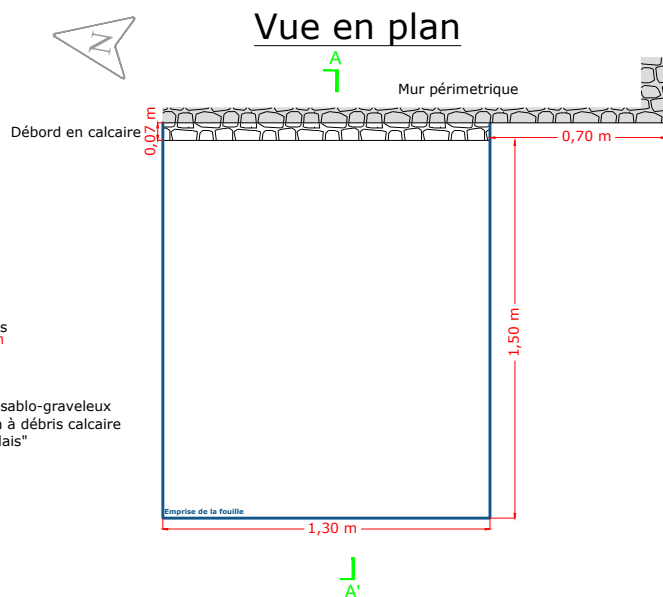 Vue en plan
N
A
Mur périmetrique
Débord en calcaire
0,07 m
0,70 m
1,50 m
s
n
sablo-graveleux
à débris calcaire
lais"
Emprise de la fouille
1,30 m
A'